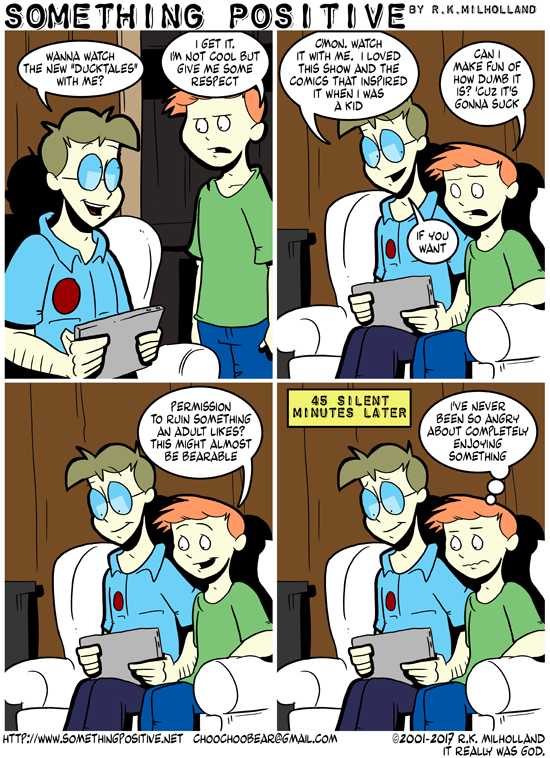 SOMETHING POSITIVE BY R.K.MILHOLLAND
WANNA WATCH
THE NEW "DUCKTALES"
WITH ME?
I GET IT.
I'M NOT COOL BUT
GIVE ME SOME
RESPECT
C'MON. WATCH
IT WITH ME. I LOVED
THIS SHOW AND THE
COMICS THAT INSPIRED
IT WHEN I WAS
A KID
CAN I
MAKE FUN OF
HOW DUMB IT
IS? 'CUZ IT'S
GONNA SUCK
IF YOU
WANT
PERMISSION
TO RUIN SOMETHING
AN ADULT LIKES?
THIS MIGHT ALMOST
BE BEARABLE
45 SILENT
MINUTES LATER
I'VE NEVER
BEEN SO ANGRY
ABOUT COMPLETELY
ENJOYING
SOMETHING
HTTP://WWW.SOMETHINGPOSITIVE.NET CHOOCHOOBEAR@GMAIL.COM ©2001-2017 R.K. MILHOLLAND
IT REALLY WAS GOD.